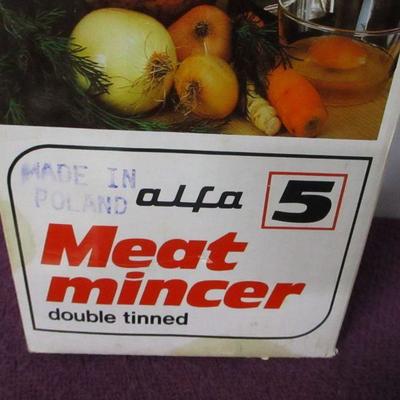 MADE IN
POLAND
alfa 5
Meat
mincer
double tinned